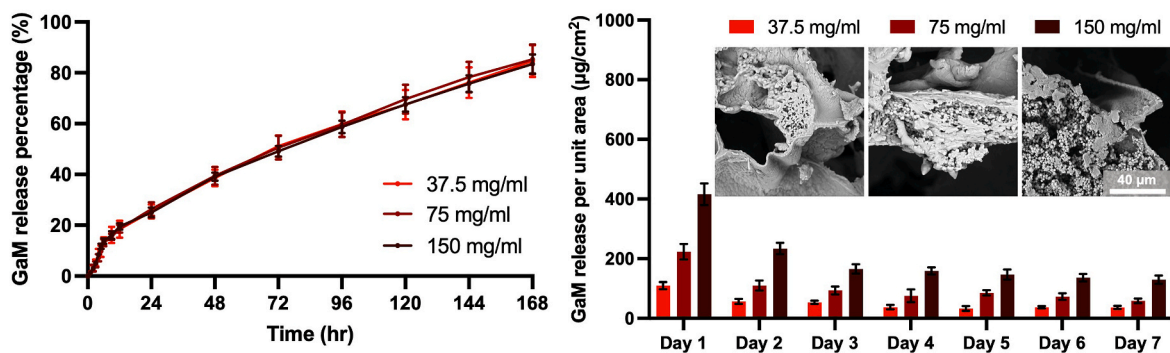 GaM release percentage (%)
100
80
60
40
20
0
37.5 mg/ml
75 mg/ml
150 mg/ml
0 24 48 72 96 120 144 168
Time (hr)
37.5 mg/ml 75 mg/ml 150 mg/ml
GaM release per unit area (μg/cm²)
1000
800
600
400
200
0
40 μm
Day 1 Day 2 Day 3 Day 4 Day 5 Day 6 Day 7